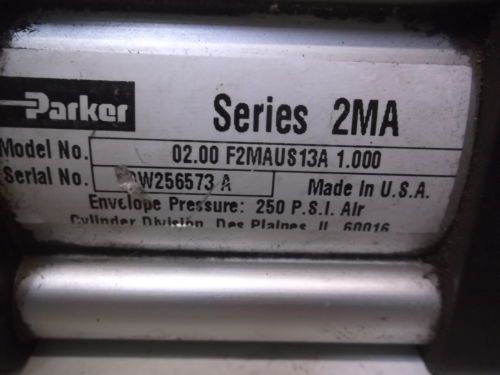 Parker
Series 2MA
Model No. 02.00 F2MAUS13A 1.000
Serial No. W256573 A Made In U.S.A.
Envelope Pressure: 250 P.S.I. Air
Cylinder Division, Des Plaines, IL 60016